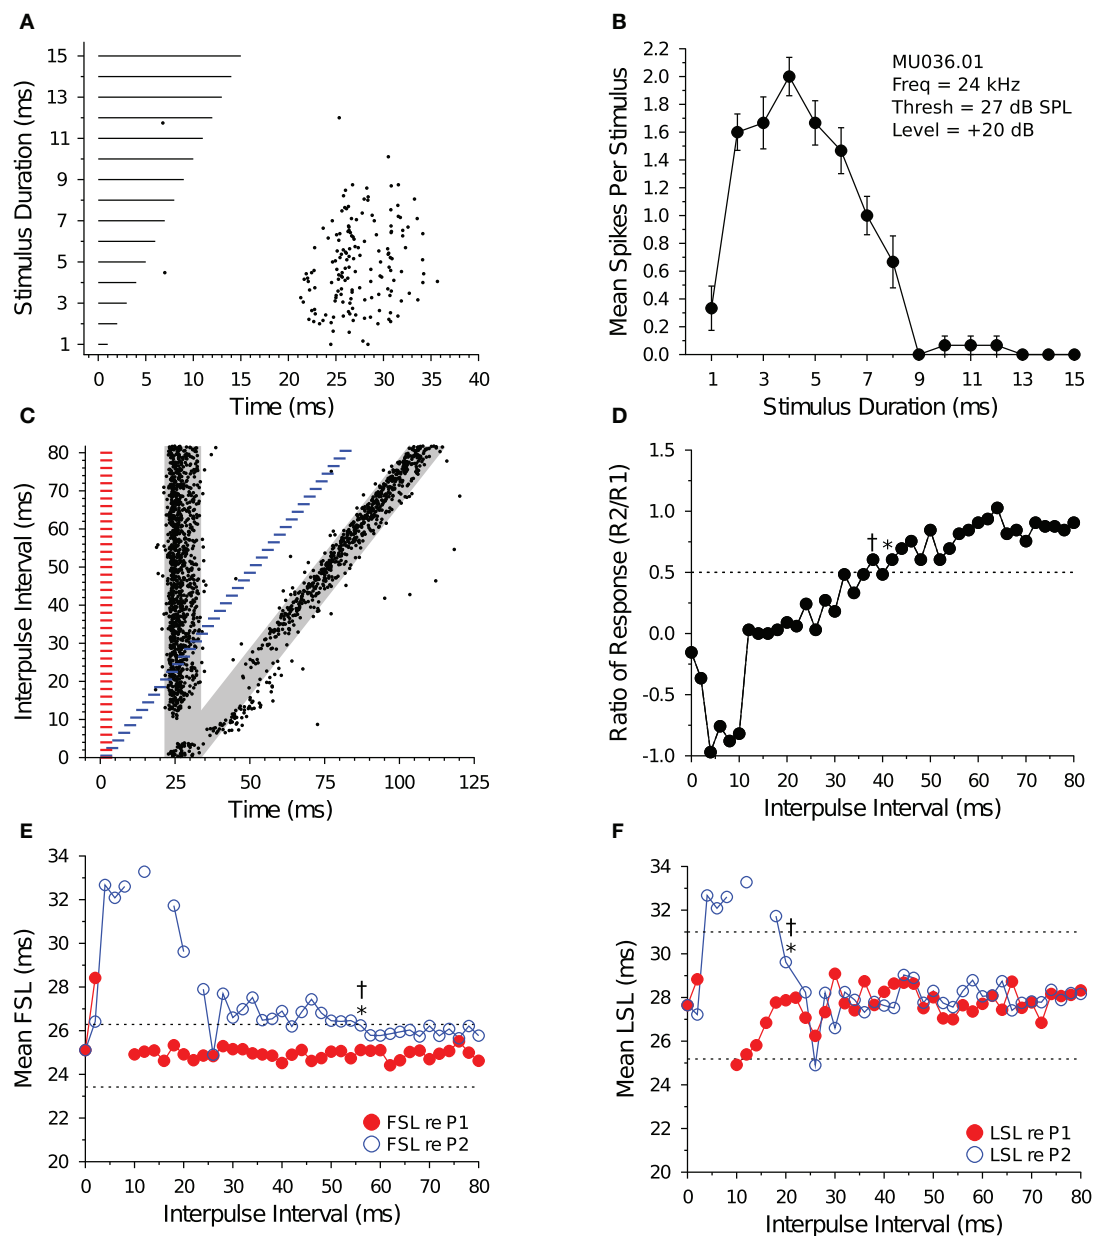 A
Stimulus Duration (ms)
15
13
11
9
7
5
3
1
0 5 10 15 20 25 30 35 40
Time (ms)
B
Mean Spikes Per Stimulus
2.2
2.0
1.8
1.6
1.4
1.2
1.0
0.8
0.6
0.4
0.2
0.0
MU036.01
Freq = 24 kHz
Thresh = 27 dB SPL
Level = +20 dB
1 3 5 7 9 11 13 15
Stimulus Duration (ms)
C
Interpulse Interval (ms)
80
70
60
50
40
30
20
10
0
0 25 50 75 100 125
Time (ms)
D
Ratio of Response (R2/R1)
1.5
1.0
0.5
0.0
-0.5
-1.0
† *
0 10 20 30 40 50 60 70 80
Interpulse Interval (ms)
E
Mean FSL (ms)
34
32
30
28
26
24
22
20
†
*
FSL re P1
FSL re P2
0 10 20 30 40 50 60 70 80
Interpulse Interval (ms)
F
Mean LSL (ms)
34
32
30
28
26
24
22
20
†
*
LSL re P1
LSL re P2
0 10 20 30 40 50 60 70 80
Interpulse Interval (ms)